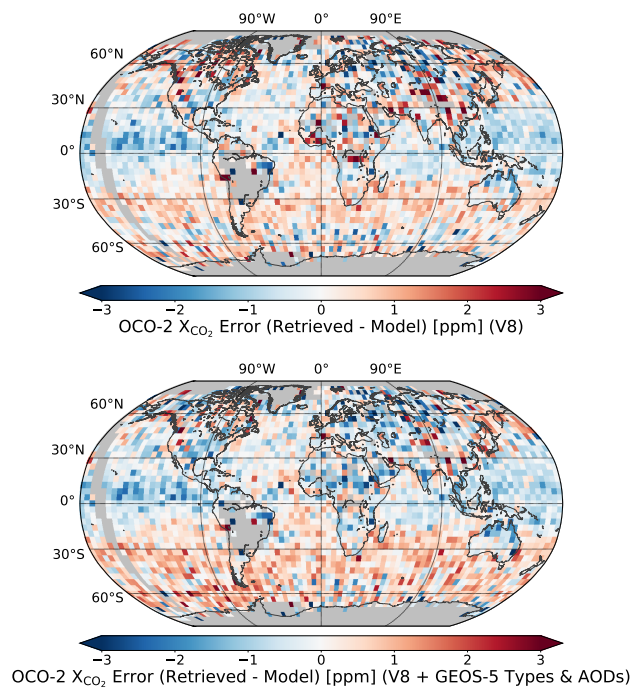 90°W 0° 90°E
60°N
30°N
0°
30°S
60°S
−3 −2 −1 0 1 2 3
OCO-2 X_CO₂ Error (Retrieved - Model) [ppm] (V8)
90°W 0° 90°E
60°N
30°N
0°
30°S
60°S
−3 −2 −1 0 1 2 3
OCO-2 X_CO₂ Error (Retrieved - Model) [ppm] (V8 + GEOS-5 Types & AODs)